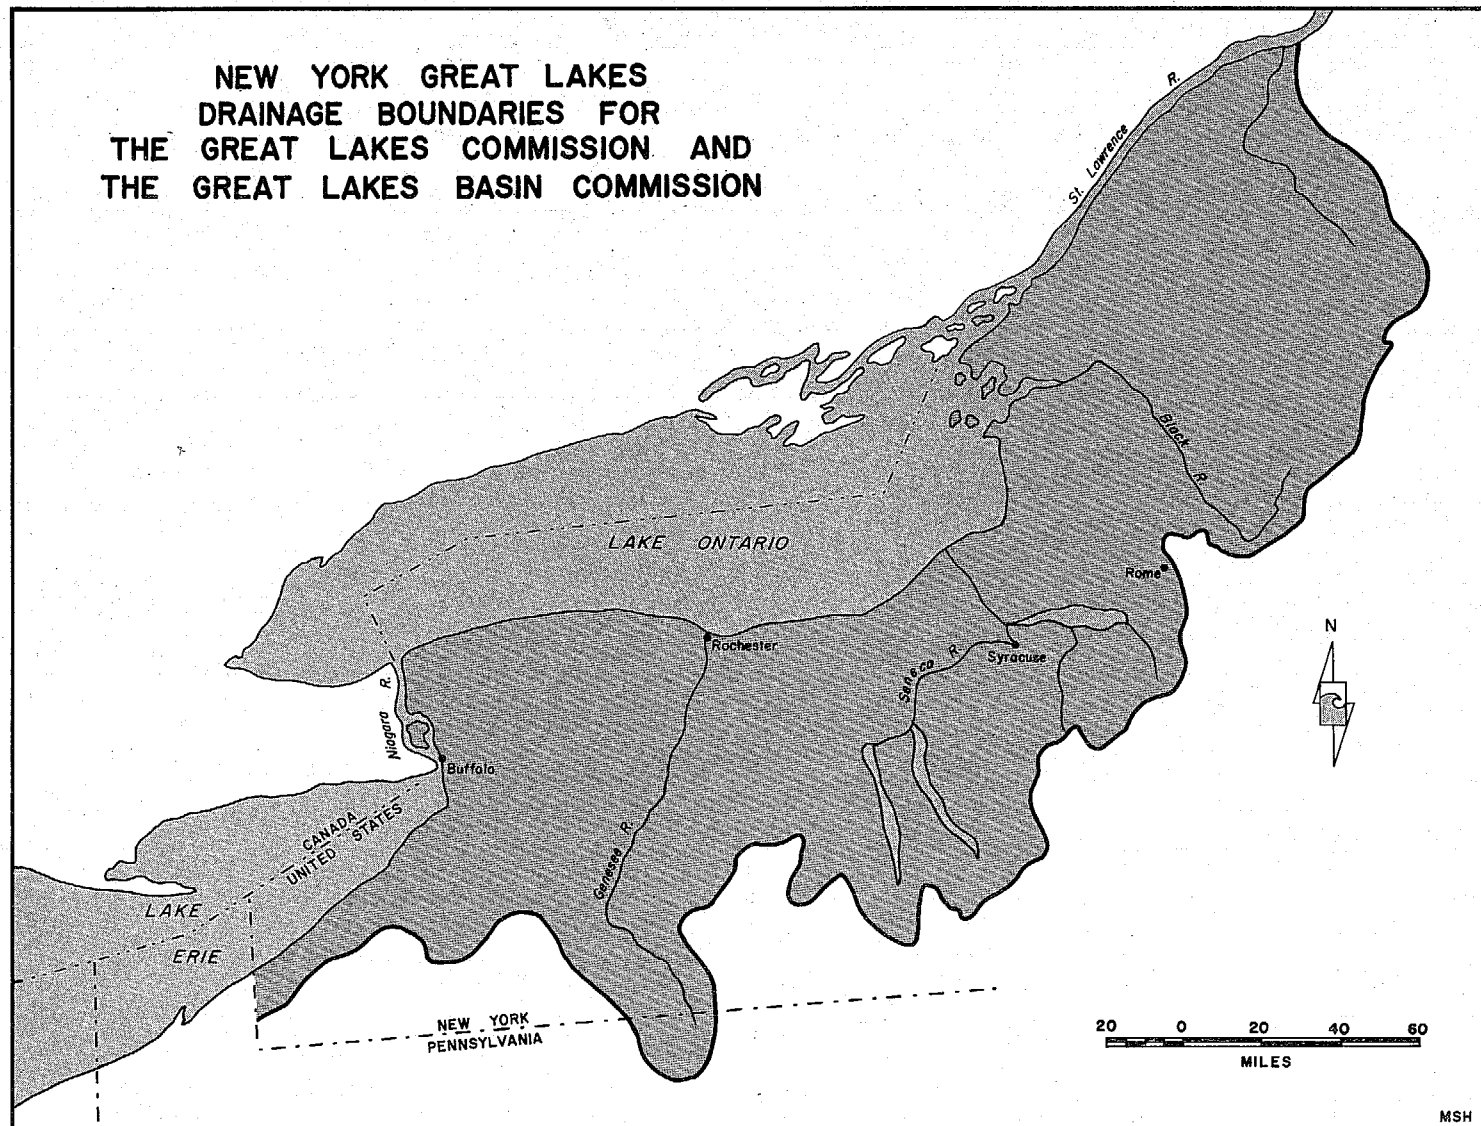 NEW YORK GREAT LAKES
DRAINAGE BOUNDARIES FOR
THE GREAT LAKES COMMISSION AND
THE GREAT LAKES BASIN COMMISSION
St. Lawrence R.
Black R.
LAKE ONTARIO
Rome
N
Rochester
Seneca R.
Syracuse
Niagara R.
Buffalo
CANADA
UNITED STATES
Genesee R.
LAKE
ERIE
NEW YORK
PENNSYLVANIA
20 0 20 40 60
MILES
MSH